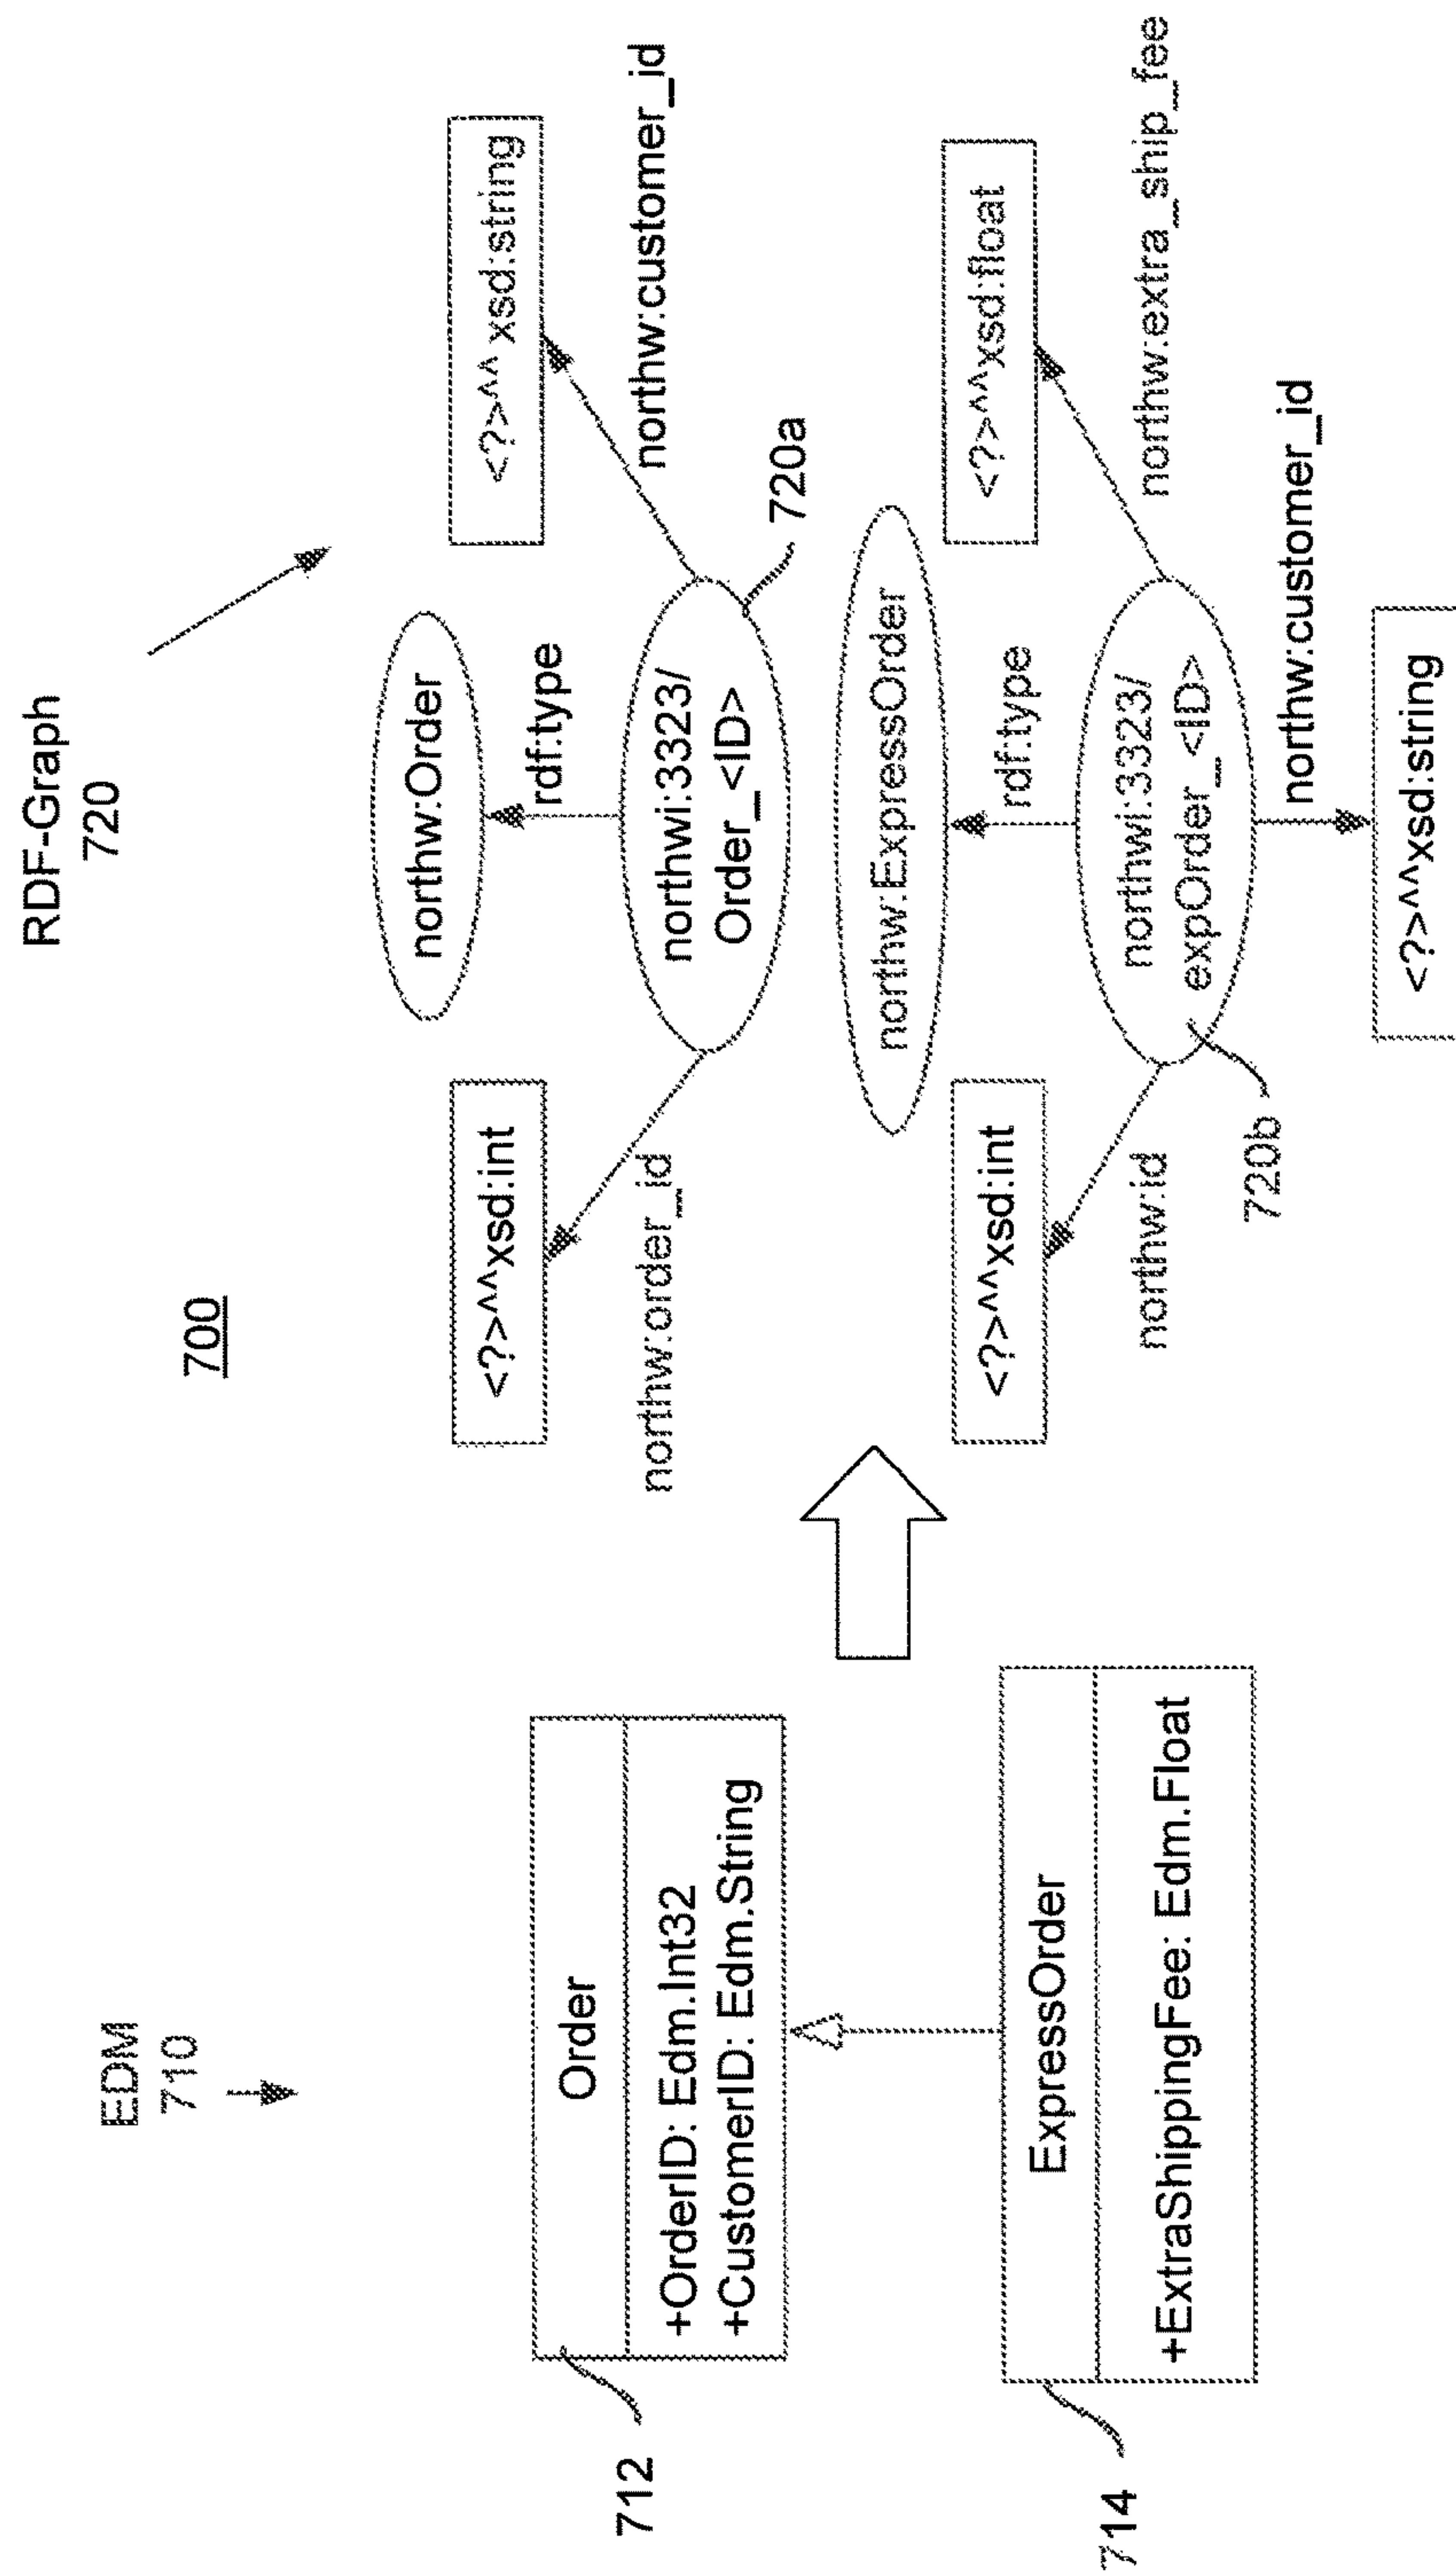 700
EDM
710
Order
+OrderID: Edm.Int32
+CustomerID: Edm.String
712
ExpressOrder
+ExtraShippingFee: Edm.Float
714
RDF-Graph
720
northw:Order
<?>^^xsd:int
<?>^^xsd:string
rdf:type
northw:order_id
northwi:3323/
Order_<ID>
northw:customer_id
720a
northw:ExpressOrder
<?>^^xsd:int
<?>^^xsd:float
rdf:type
northw:id
northwi:3323/
expOrder_<ID>
northw:extra_ship_fee
720b
northw:customer_id
<?>^^xsd:string